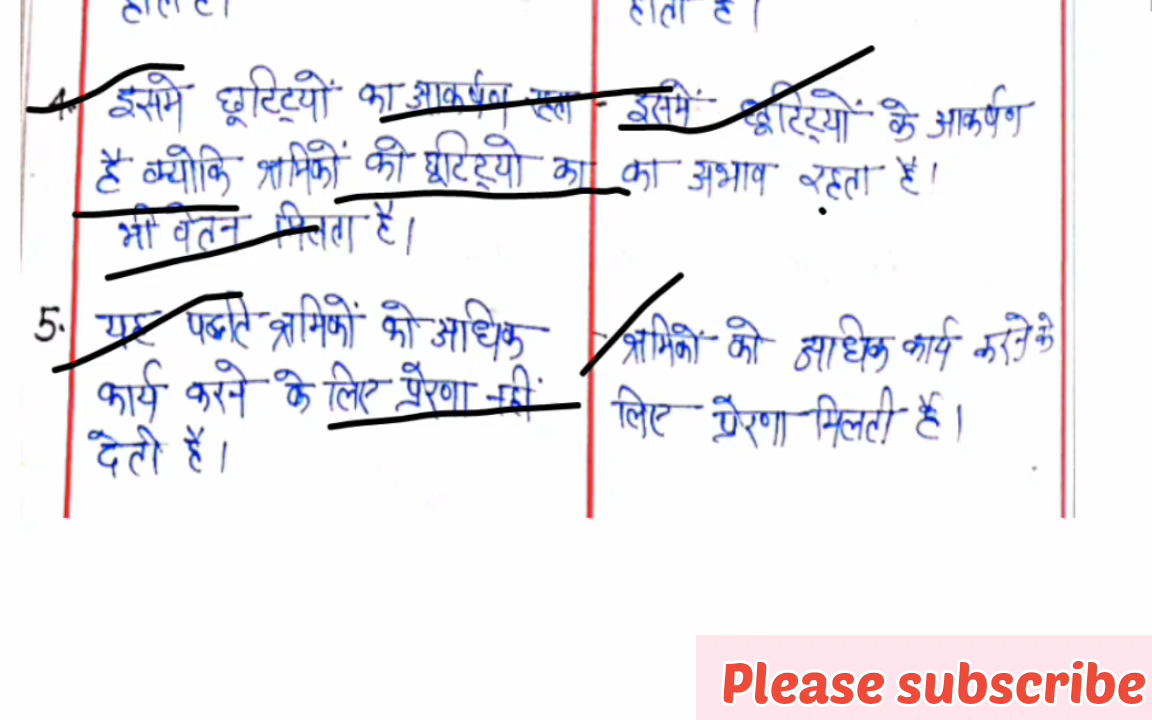 होता है।
होता है।
4. इसमे छूटिट्यों का आकर्षण रहता
है क्योकि श्रमिकों को छूटिट्यो का
भी वेतन मिलता है।
- इसमें छूटिट्यों के आकर्षण
का अभाव रहता है।
5. यह पद्धति श्रमिकों को अधिक
कार्य करने के लिए प्रेरणा नहीं
देती है।
- श्रमिकों को अधिक कार्य करने के
लिए प्रेरणा मिलती है।
Please subscribe